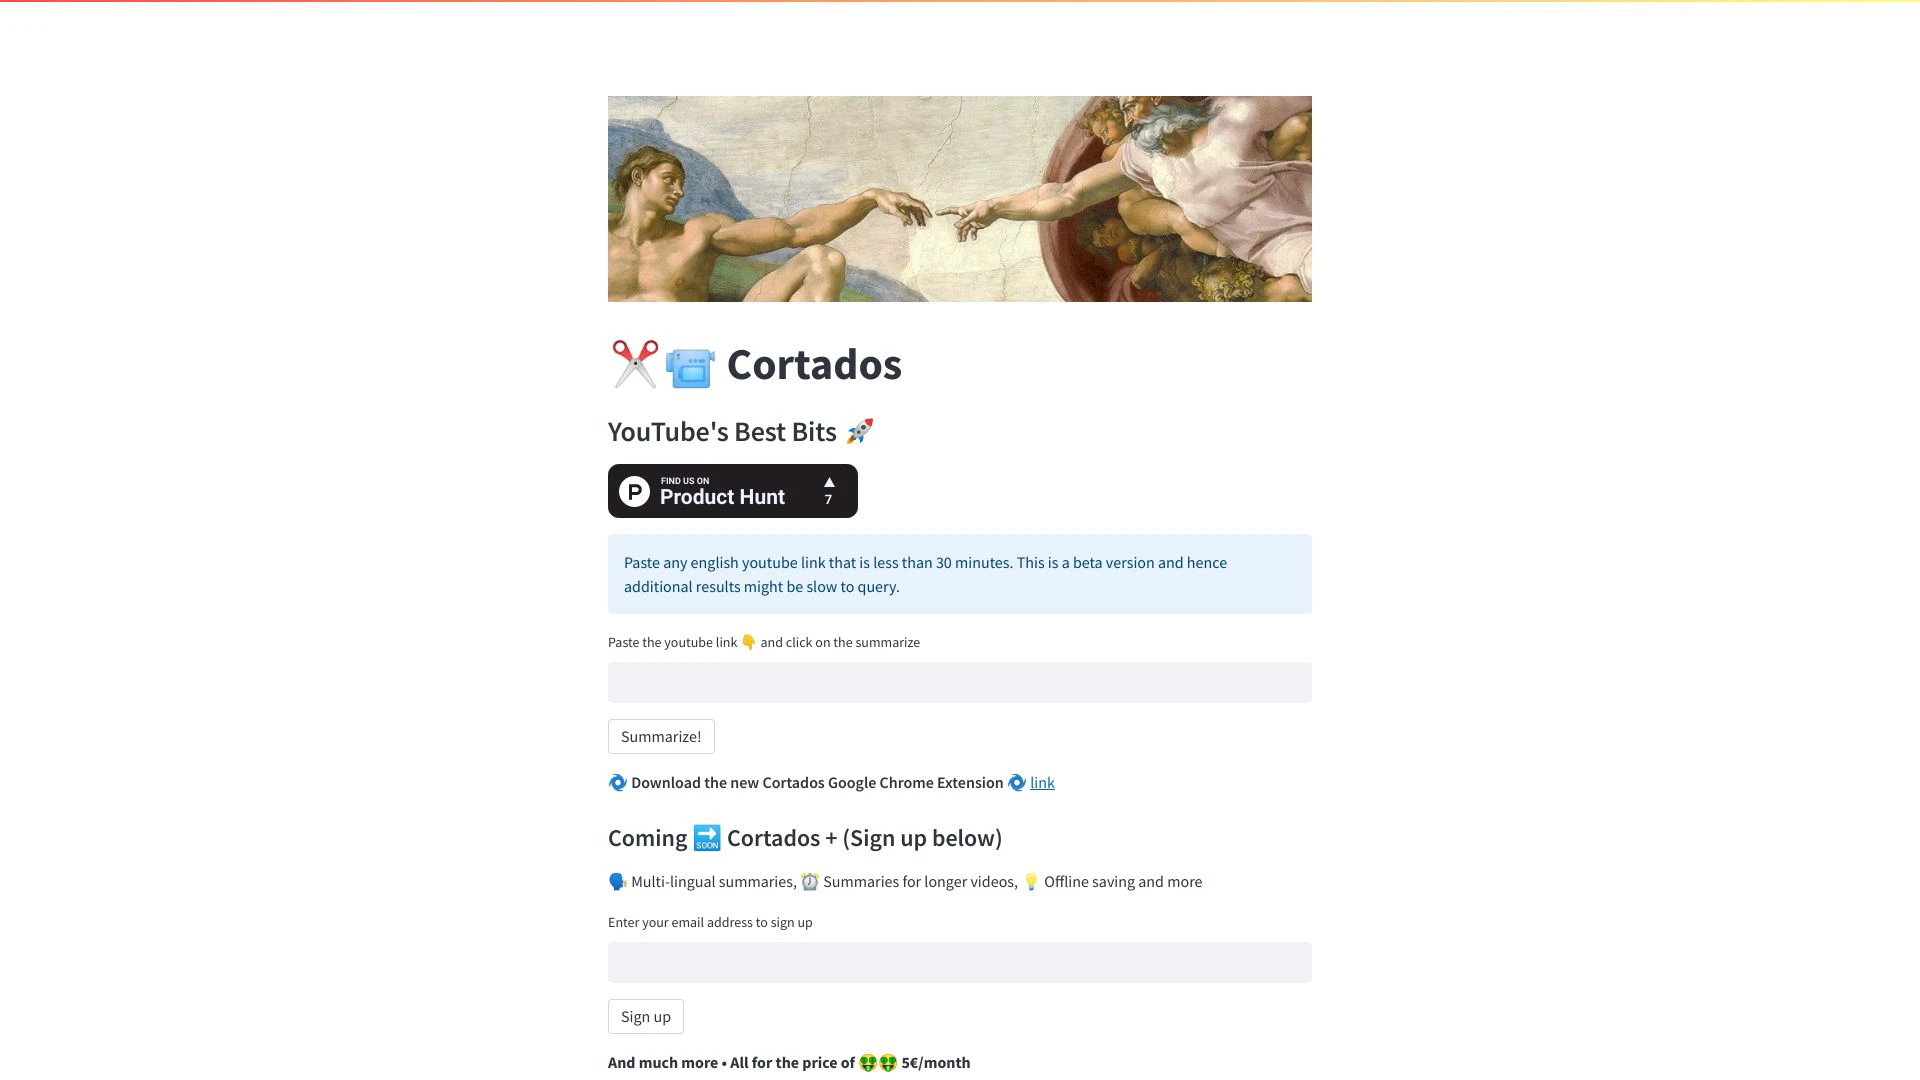 ✂️📹 Cortados
YouTube's Best Bits 🚀
FIND US ON
Product Hunt
▲
7
Paste any english youtube link that is less than 30 minutes. This is a beta version and hence
additional results might be slow to query.
Paste the youtube link 👇 and click on the summarize
Summarize!
🌀 Download the new Cortados Google Chrome Extension 🌀 link
Coming 🔜 Cortados + (Sign up below)
🗣️ Multi-lingual summaries, ⏰ Summaries for longer videos, 💡 Offline saving and more
Enter your email address to sign up
Sign up
And much more • All for the price of 🤑🤑 5€/month